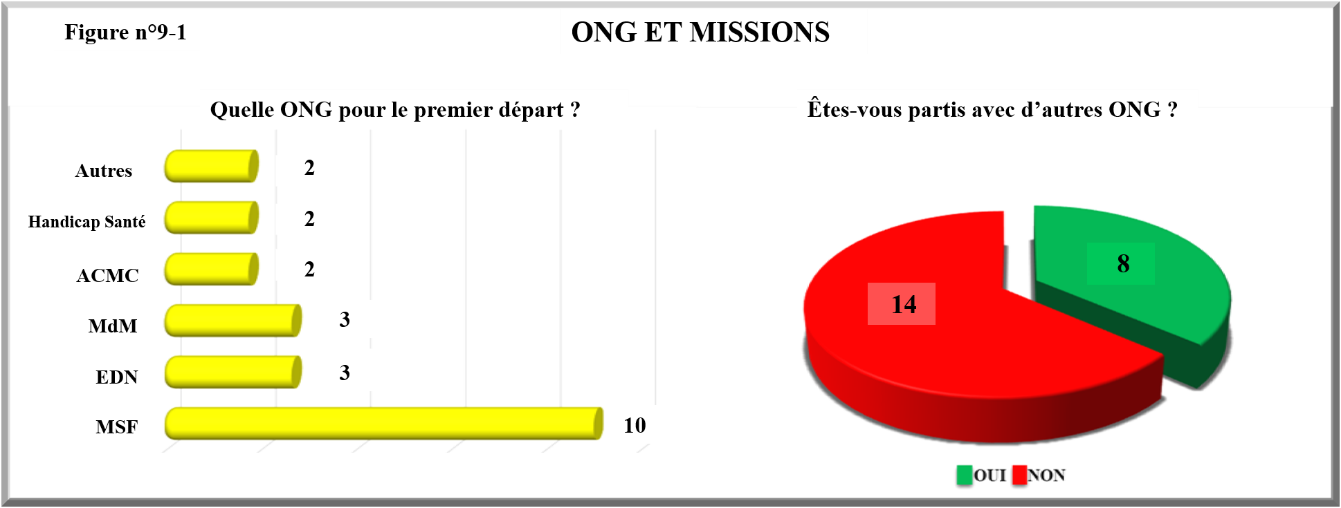 Figure n°9-1
ONG ET MISSIONS
Quelle ONG pour le premier départ ?
Autres 2
Handicap Santé 2
ACMC 2
MdM 3
EDN 3
MSF 10
Êtes-vous partis avec d’autres ONG ?
8
14
OUI NON